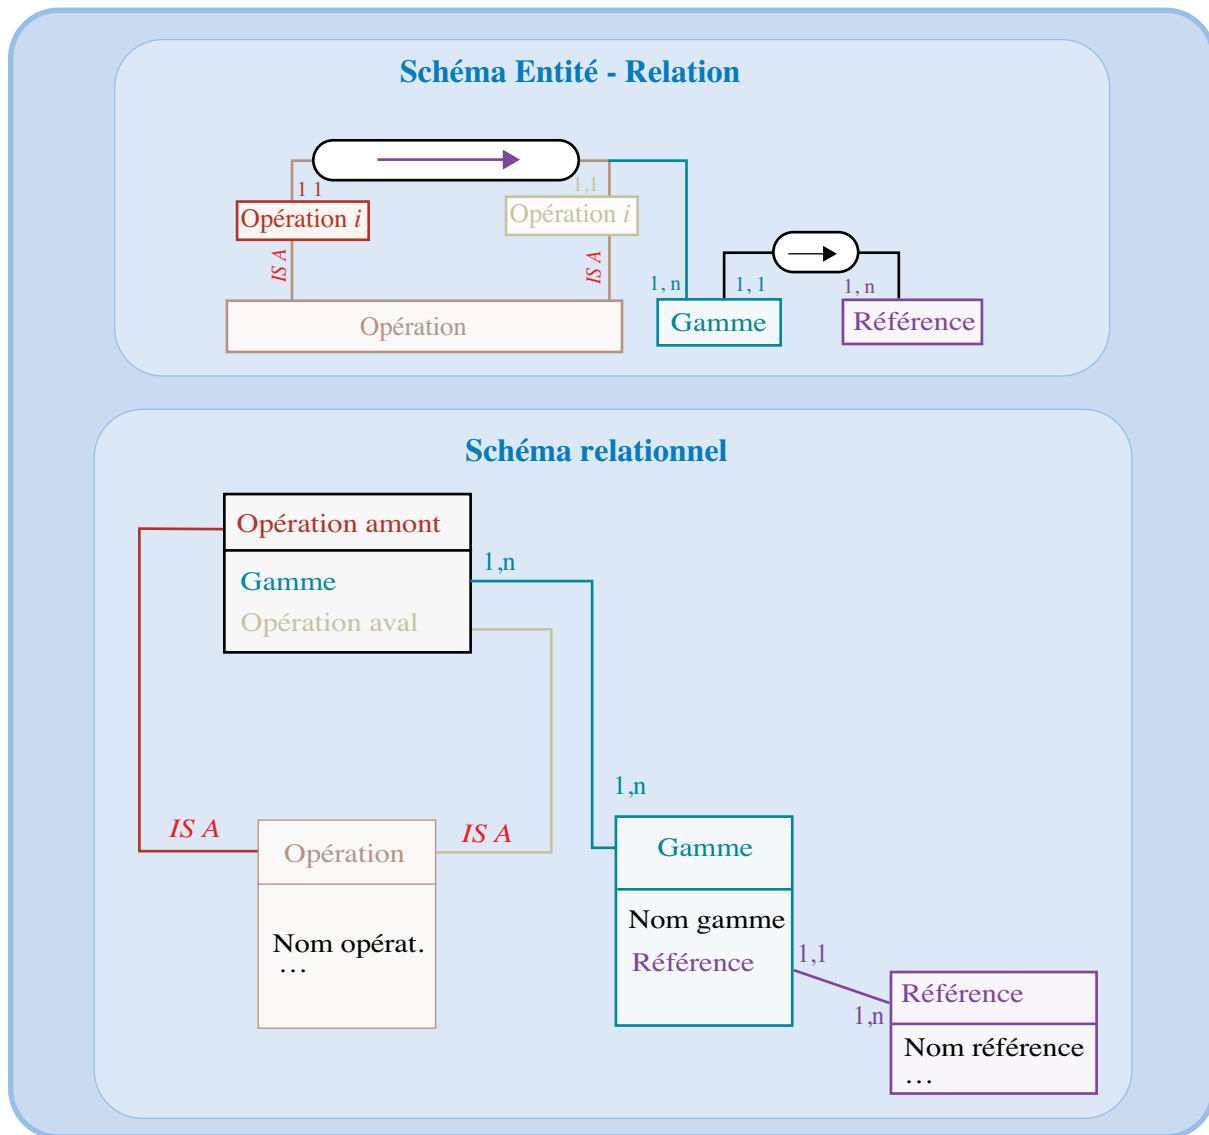 Schéma Entité - Relation
1 1
1,1
Opération i
Opération i
IS A
IS A
1, n
1, 1
1, n
Opération
Gamme
Référence
Schéma relationnel
Opération amont
1,n
Gamme
Opération aval
1,n
IS A
IS A
Opération
Gamme
Nom opérat.
...
Nom gamme
Référence
1,1
1,n
Référence
Nom référence
...